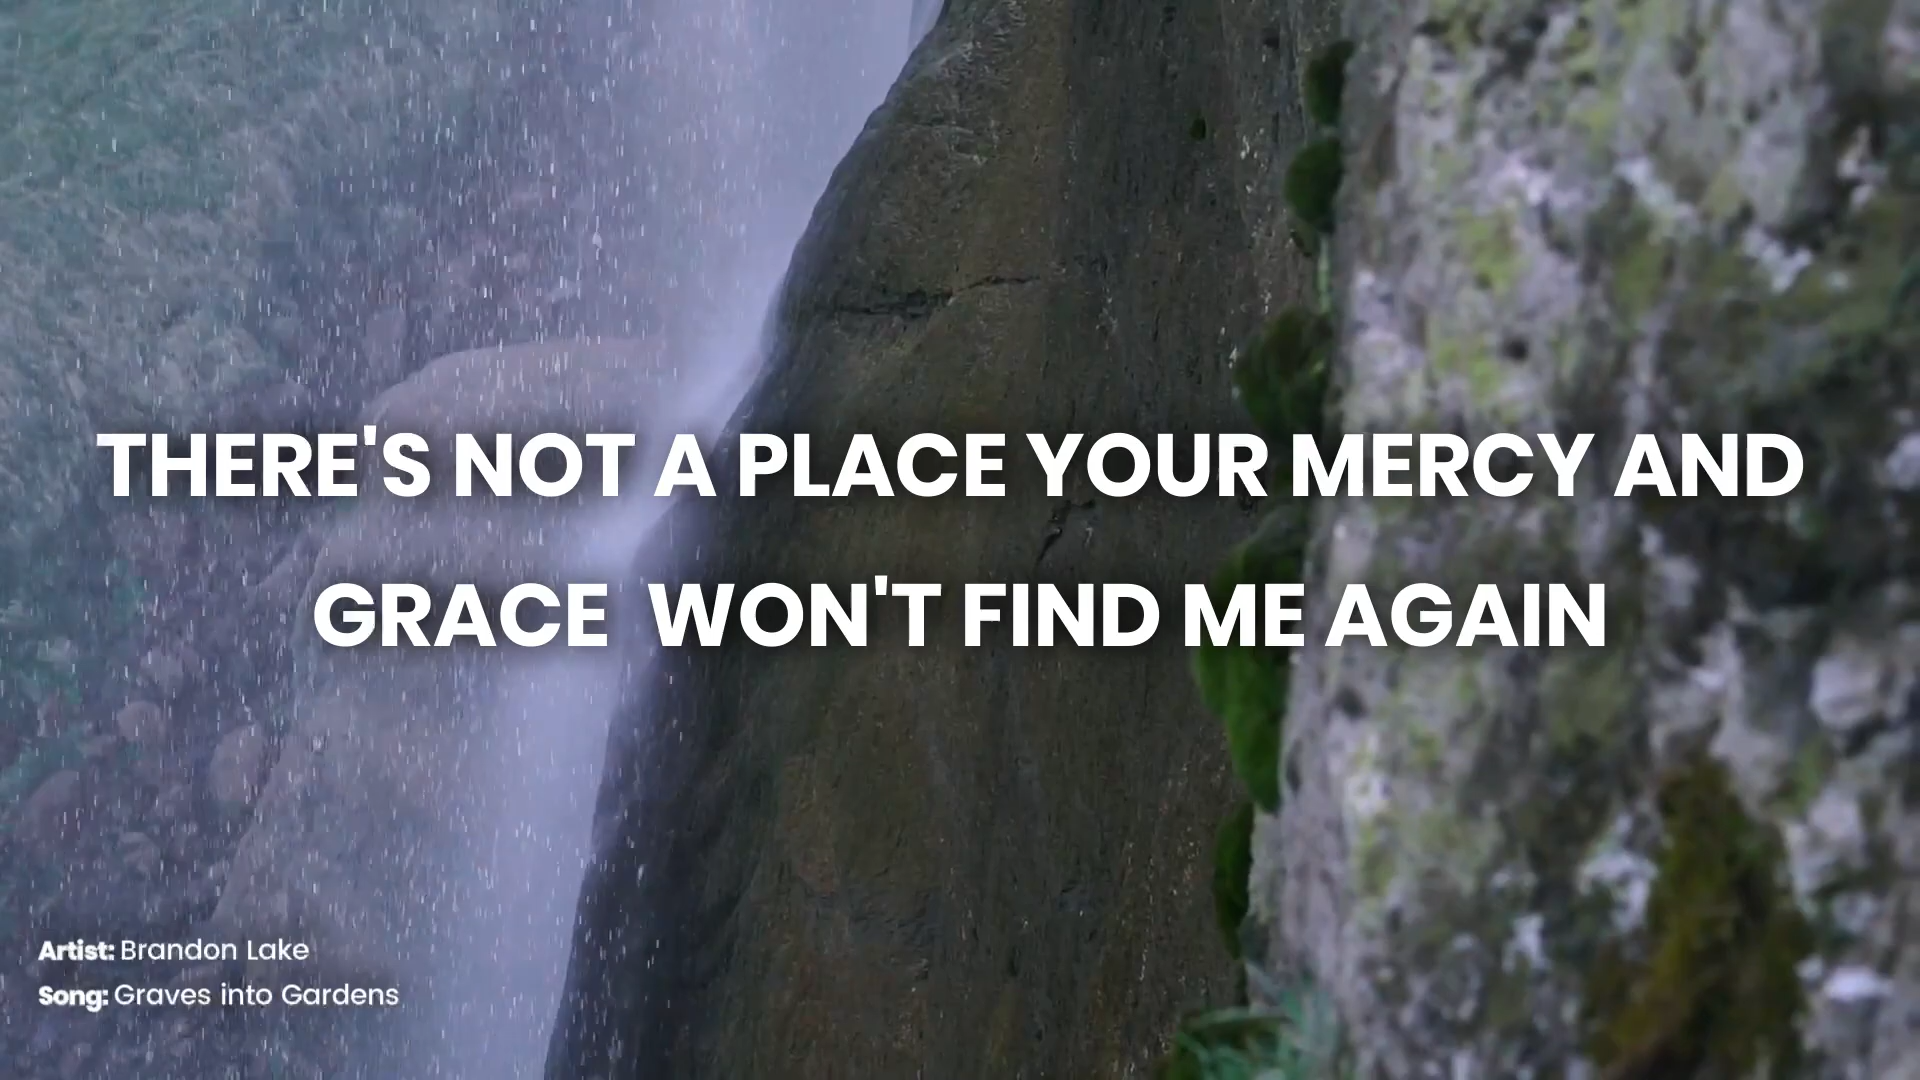 THERE'S NOT A PLACE YOUR MERCY AND
GRACE  WON'T FIND ME AGAIN
Artist: Brandon Lake
Song: Graves into Gardens